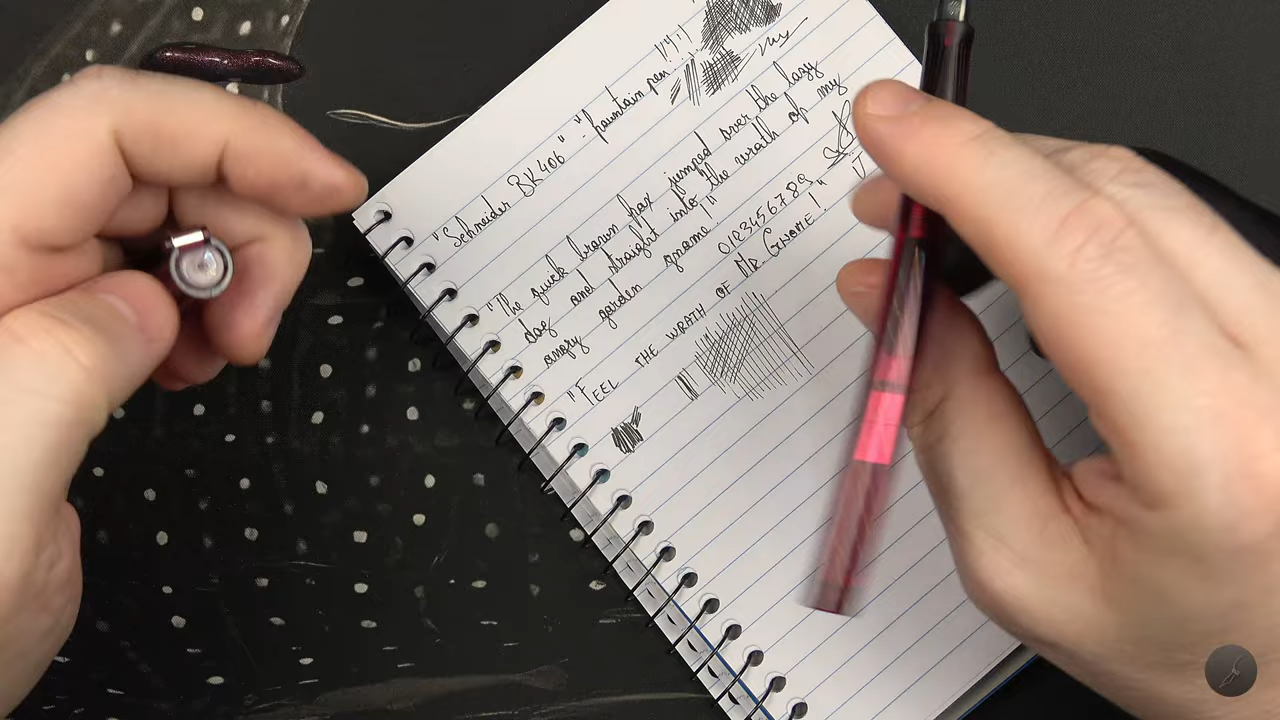 "Schneider BK406" - "fountain pen"
"The quick brown fox jumped over the lazy
dog and straight into the wrath of my
angry garden gnome!" 0123456789
"FEEL THE WRATH OF MR. GNOME!"